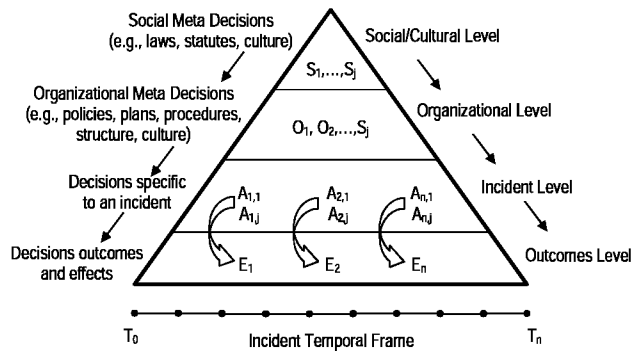 Social Meta Decisions
(e.g., laws, statutes, culture)
Social/Cultural Level
S1,...,Sj
Organizational Meta Decisions
(e.g., policies, plans, procedures,
structure, culture)
Organizational Level
O1, O2,...,Sj
Decisions specific
to an incident
Incident Level
A1,1
A1,j
A2,1
A2,j
An,1
An,j
Decisions outcomes
and effects
Outcomes Level
E1
E2
En
T0
Incident Temporal Frame
Tn